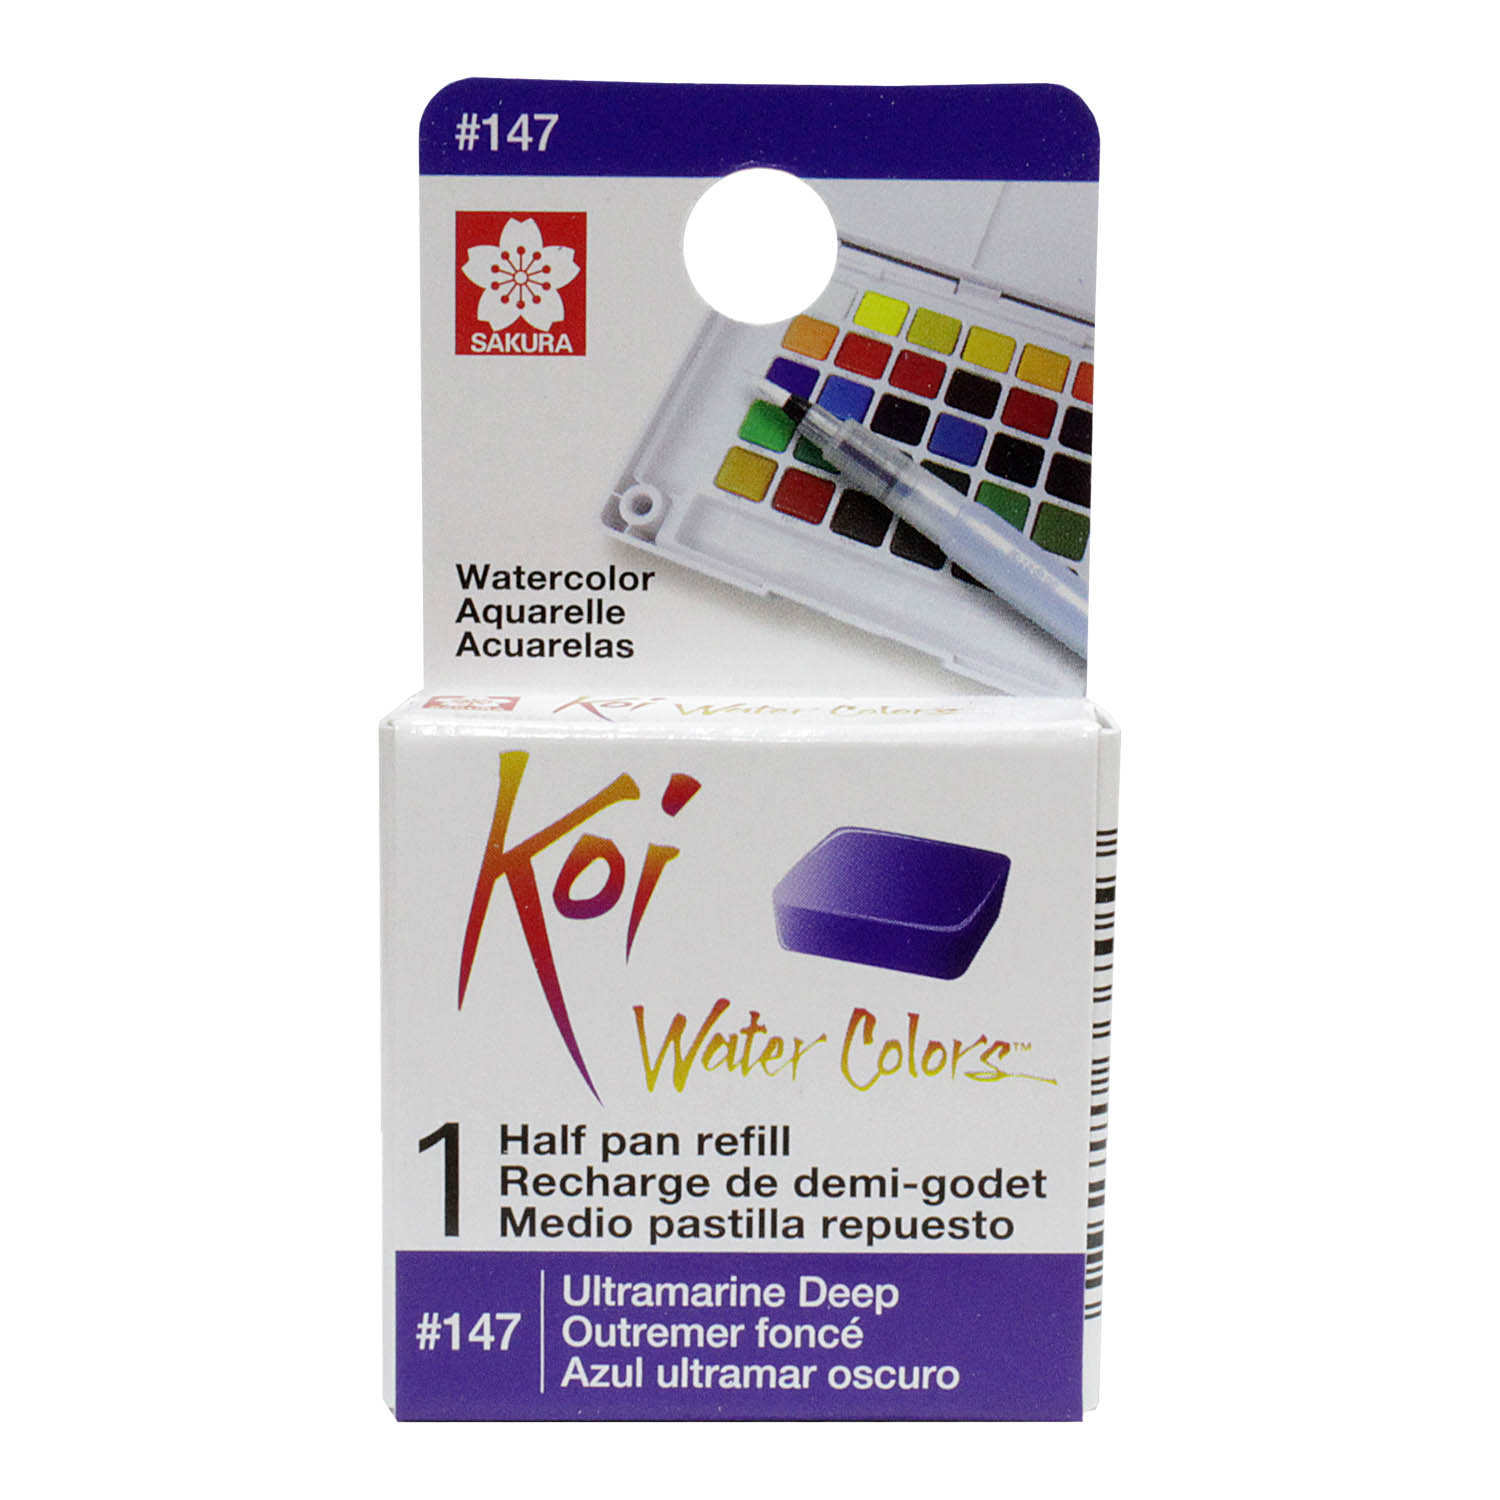 #147
SAKURA
Watercolor
Aquarelle
Acuarelas
Koi Water Colors
Koi
Water Colors™
1
Half pan refill
Recharge de demi-godet
Medio pastilla repuesto
#147
Ultramarine Deep
Outremer foncé
Azul ultramar oscuro